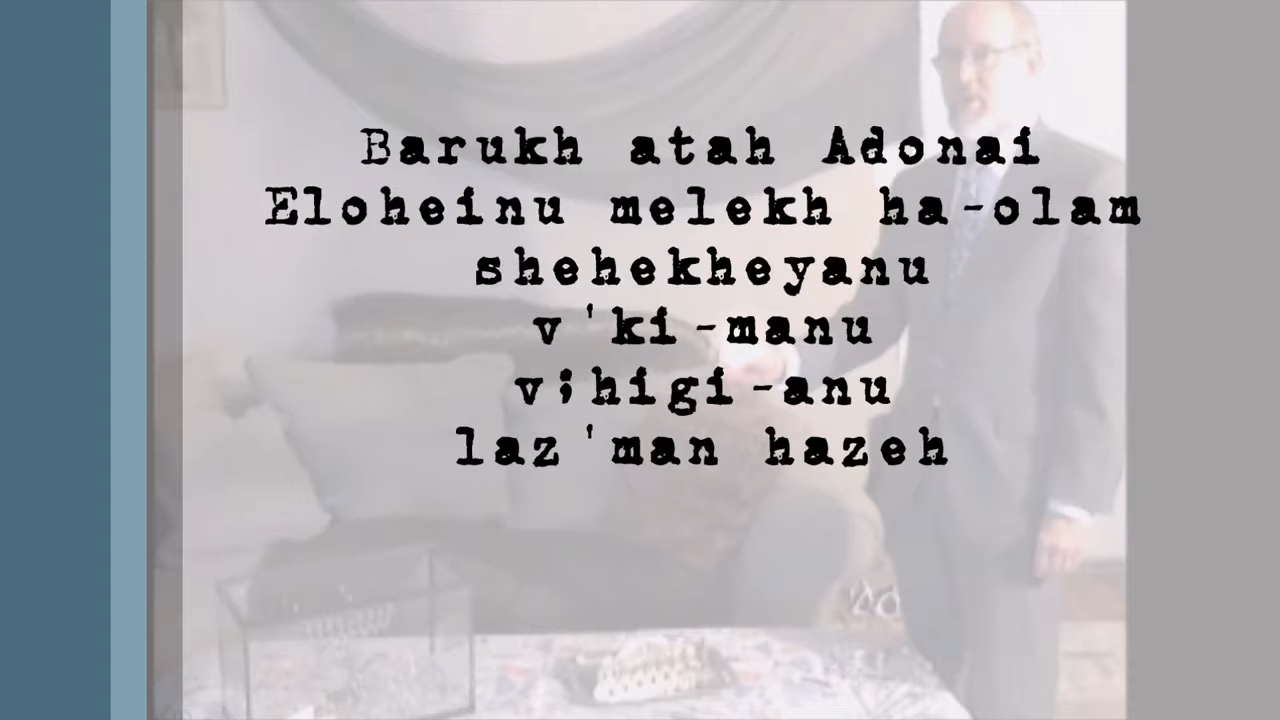 Barukh atah Adonai
Eloheinu melekh ha-olam
shehekheyanu
v'ki-manu
v;higi-anu
laz'man hazeh